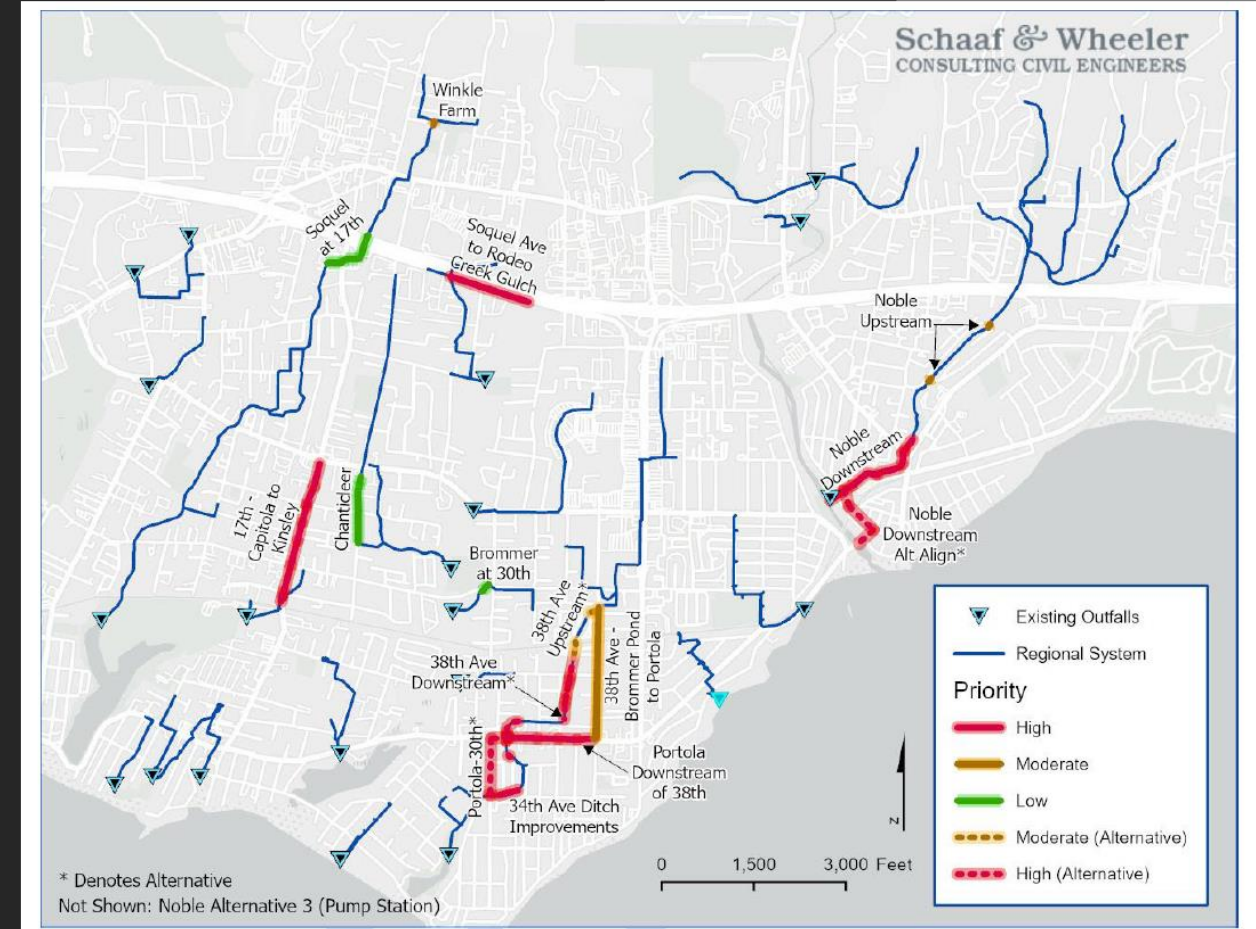 Schaaf & Wheeler
CONSULTING CIVIL ENGINEERS
Winkle
Farm
Soquel
at 17th
Soquel Ave
to Rodeo
Creek Gulch
Noble
Upstream
Noble
Downstream
Noble
Downstream
Alt Align*
17th -
Capitola to
Kinsley
Chanticleer
Brommer
at 30th
38th Ave
Upstream*
38th Ave -
Brommer Pond
to Portola
38th Ave
Downstream*
Portola-30th*
Portola
Downstream
of 38th
34th Ave Ditch
Improvements
Existing Outfalls
Regional System
Priority
High
Moderate
Low
Moderate (Alternative)
High (Alternative)
z
0 1,500 3,000 Feet
* Denotes Alternative
Not Shown: Noble Alternative 3 (Pump Station)